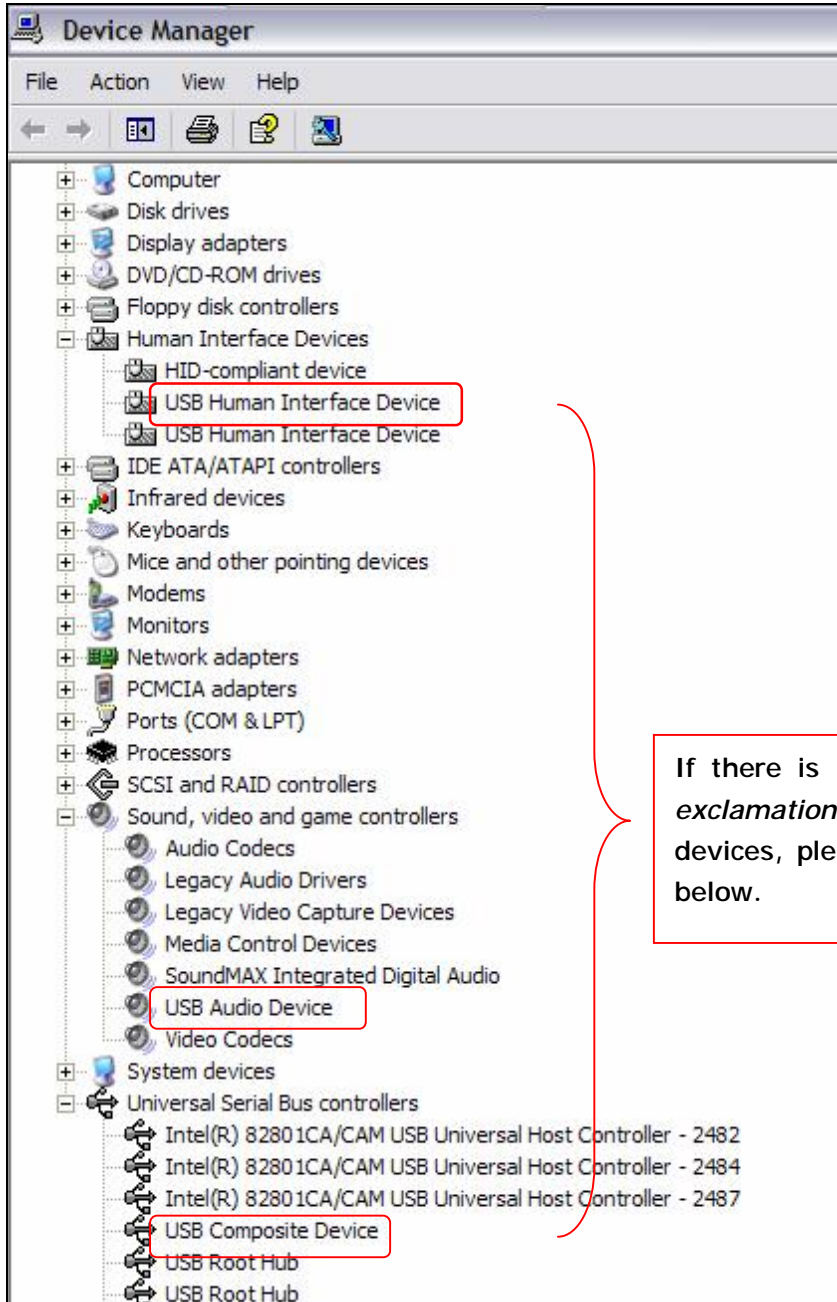 Device Manager
File Action View Help
Computer
Disk drives
Display adapters
DVD/CD-ROM drives
Floppy disk controllers
Human Interface Devices
HID-compliant device
USB Human Interface Device
USB Human Interface Device
IDE ATA/ATAPI controllers
Infrared devices
Keyboards
Mice and other pointing devices
Modems
Monitors
Network adapters
PCMCIA adapters
Ports (COM & LPT)
Processors
SCSI and RAID controllers
Sound, video and game controllers
Audio Codecs
Legacy Audio Drivers
Legacy Video Capture Devices
Media Control Devices
SoundMAX Integrated Digital Audio
USB Audio Device
Video Codecs
System devices
Universal Serial Bus controllers
Intel(R) 82801CA/CAM USB Universal Host Controller - 2482
Intel(R) 82801CA/CAM USB Universal Host Controller - 2484
Intel(R) 82801CA/CAM USB Universal Host Controller - 2487
USB Composite Device
USB Root Hub
USB Root Hub
If there is
exclamation
devices, ple
below.